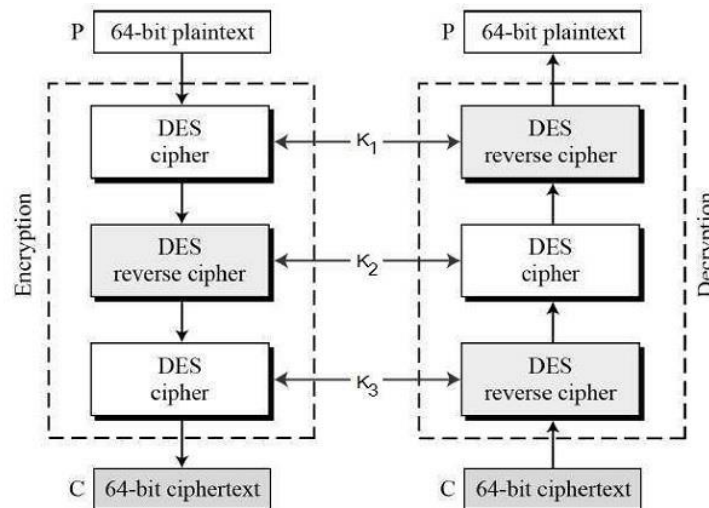 P 64-bit plaintext
P 64-bit plaintext
Encryption
DES
cipher
K1
DES
reverse cipher
DES
reverse cipher
K2
DES
cipher
DES
cipher
K3
DES
reverse cipher
Decryption
C 64-bit ciphertext
C 64-bit ciphertext